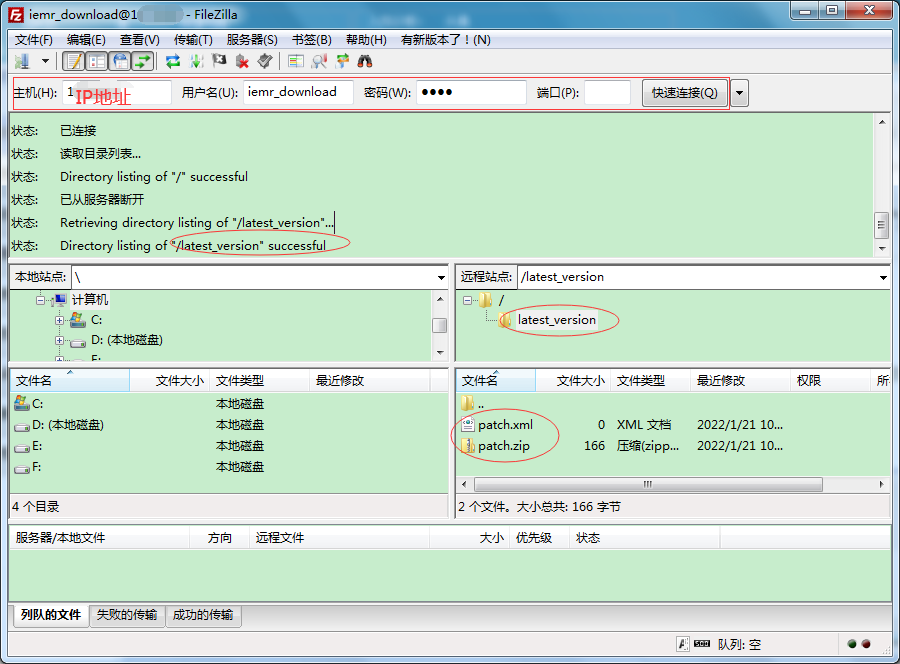 iemr_download@1 - FileZilla
文件(F) 编辑(E) 查看(V) 传输(T) 服务器(S) 书签(B) 帮助(H) 有新版本了！(N)
主机(H): 1 IP地址 用户名(U): iemr_download 密码(W): ●●●● 端口(P): 快速连接(Q)
状态: 已连接
状态: 读取目录列表...
状态: Directory listing of "/" successful
状态: 已从服务器断开
状态: Retrieving directory listing of "/latest_version"...
状态: Directory listing of "/latest_version" successful
本地站点: \ 远程站点: /latest_version
计算机 /
C: latest_version
D: (本地磁盘)
E:
文件名 文件大小 文件类型 最近修改 文件名 文件大小 文件类型 最近修改 权限 所
C: 本地磁盘 ..
D: (本地磁盘) 本地磁盘 patch.xml 0 XML 文档 2022/1/21 10...
E: 本地磁盘 patch.zip 166 压缩(zipp... 2022/1/21 10...
F: 本地磁盘
4 个目录 2 个文件。大小总共: 166 字节
服务器/本地文件 方向 远程文件 大小 优先级 状态
列队的文件 失败的传输 成功的传输
队列: 空